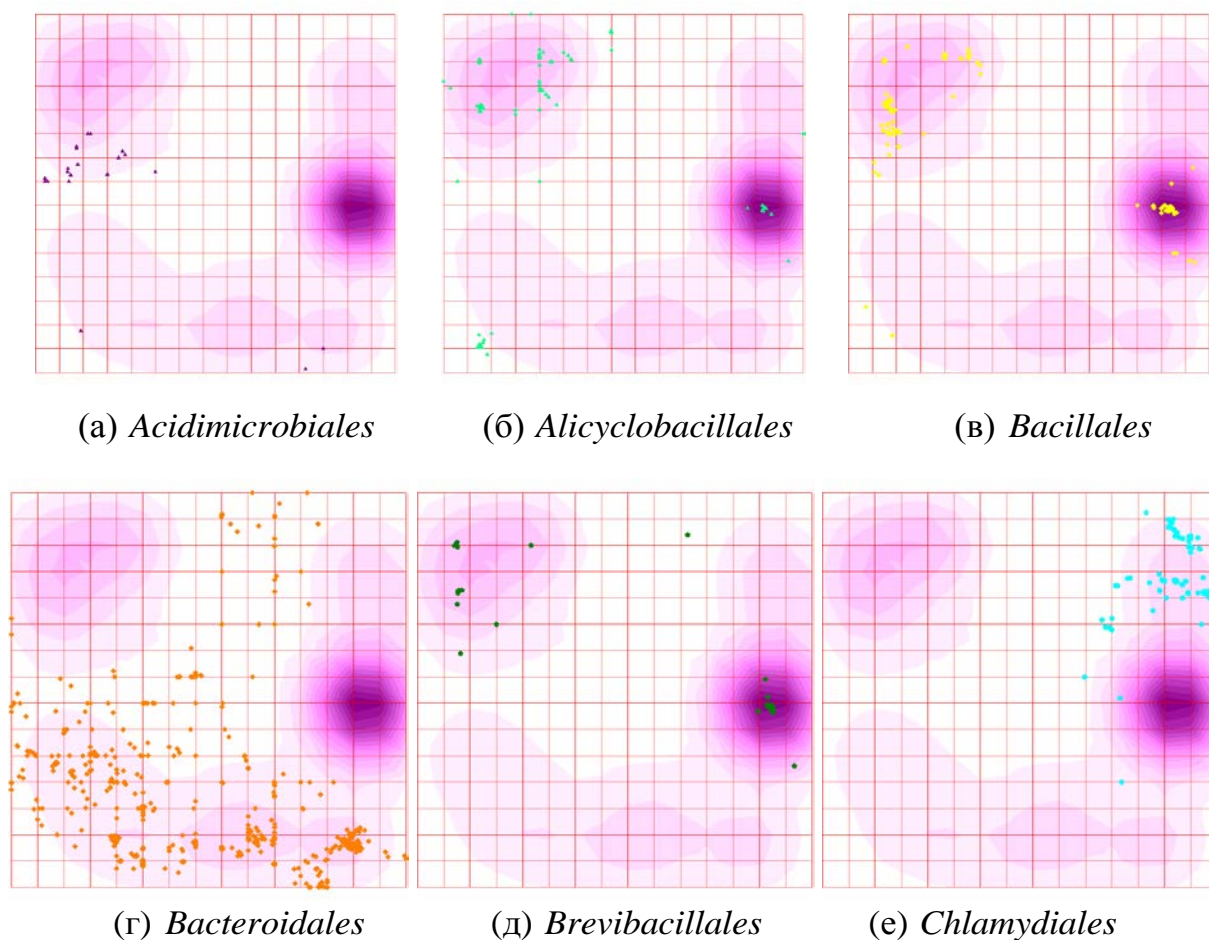 (а) Acidimicrobiales (б) Alicyclobacillales (в) Bacillales
(г) Bacteroidales (д) Brevibacillales (е) Chlamydiales